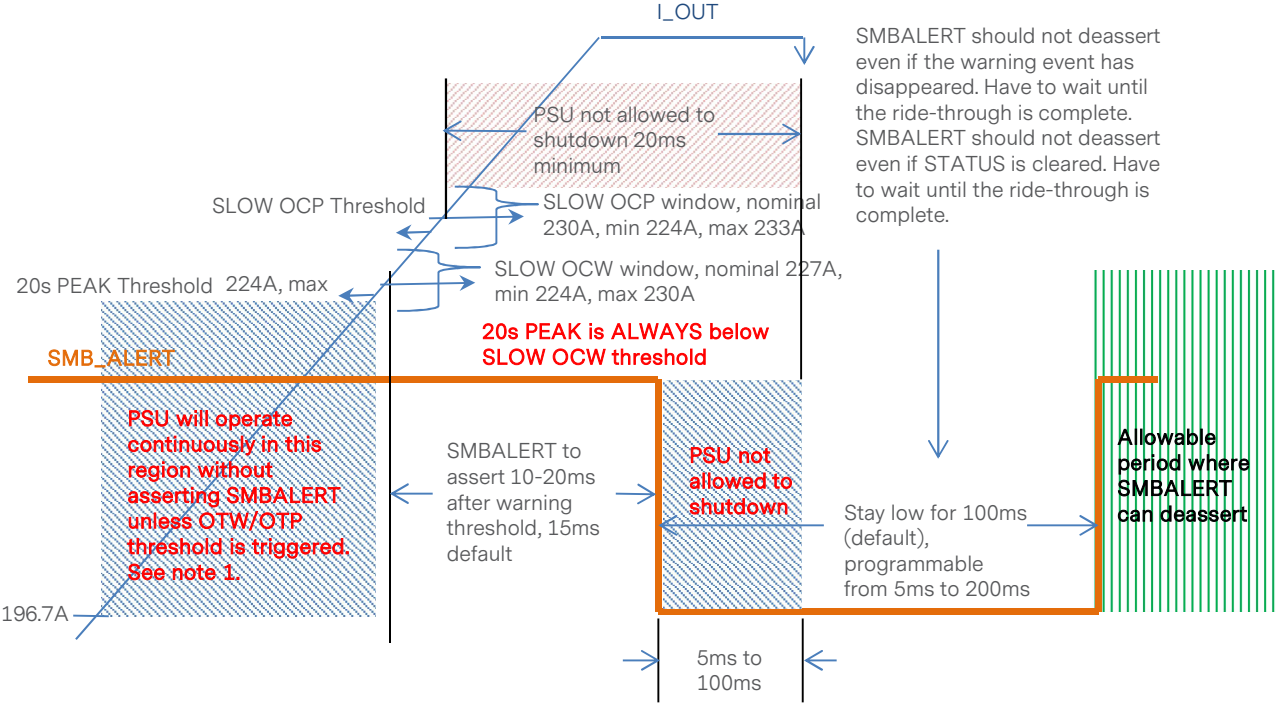 I_OUT
SMBALERT should not deassert
even if the warning event has
disappeared. Have to wait until
the ride-through is complete.
SMBALERT should not deassert
even if STATUS is cleared. Have
to wait until the ride-through is
complete.
PSU not allowed to
shutdown 20ms
minimum
SLOW OCP Threshold
SLOW OCP window, nominal
230A, min 224A, max 233A
20s PEAK Threshold 224A, max
SLOW OCW window, nominal 227A,
min 224A, max 230A
20s PEAK is ALWAYS below
SLOW OCW threshold
SMB_ALERT
PSU will operate
continuously in this
region without
asserting SMBALERT
unless OTW/OTP
threshold is triggered.
See note 1.
SMBALERT to
assert 10-20ms
after warning
threshold, 15ms
default
PSU not
allowed to
shutdown
Stay low for 100ms
(default),
programmable
from 5ms to 200ms
Allowable
period where
SMBALERT
can deassert
196.7A
5ms to
100ms